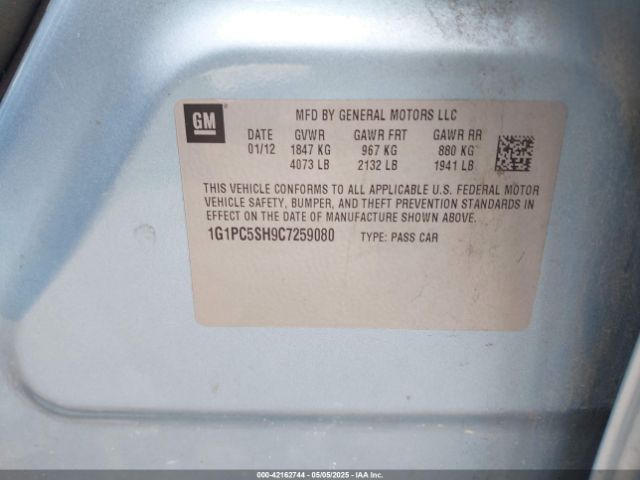 GM
MFD BY GENERAL MOTORS LLC
DATE GVWR GAWR FRT GAWR RR
01/12 1847 KG 967 KG 880 KG
4073 LB 2132 LB 1941 LB
THIS VEHICLE CONFORMS TO ALL APPLICABLE U.S. FEDERAL MOTOR
VEHICLE SAFETY, BUMPER, AND THEFT PREVENTION STANDARDS IN
EFFECT ON THE DATE OF MANUFACTURE SHOWN ABOVE.
1G1PC5SH9C7259080 TYPE: PASS CAR
000-42162744 - 05/05/2025 - IAA Inc.